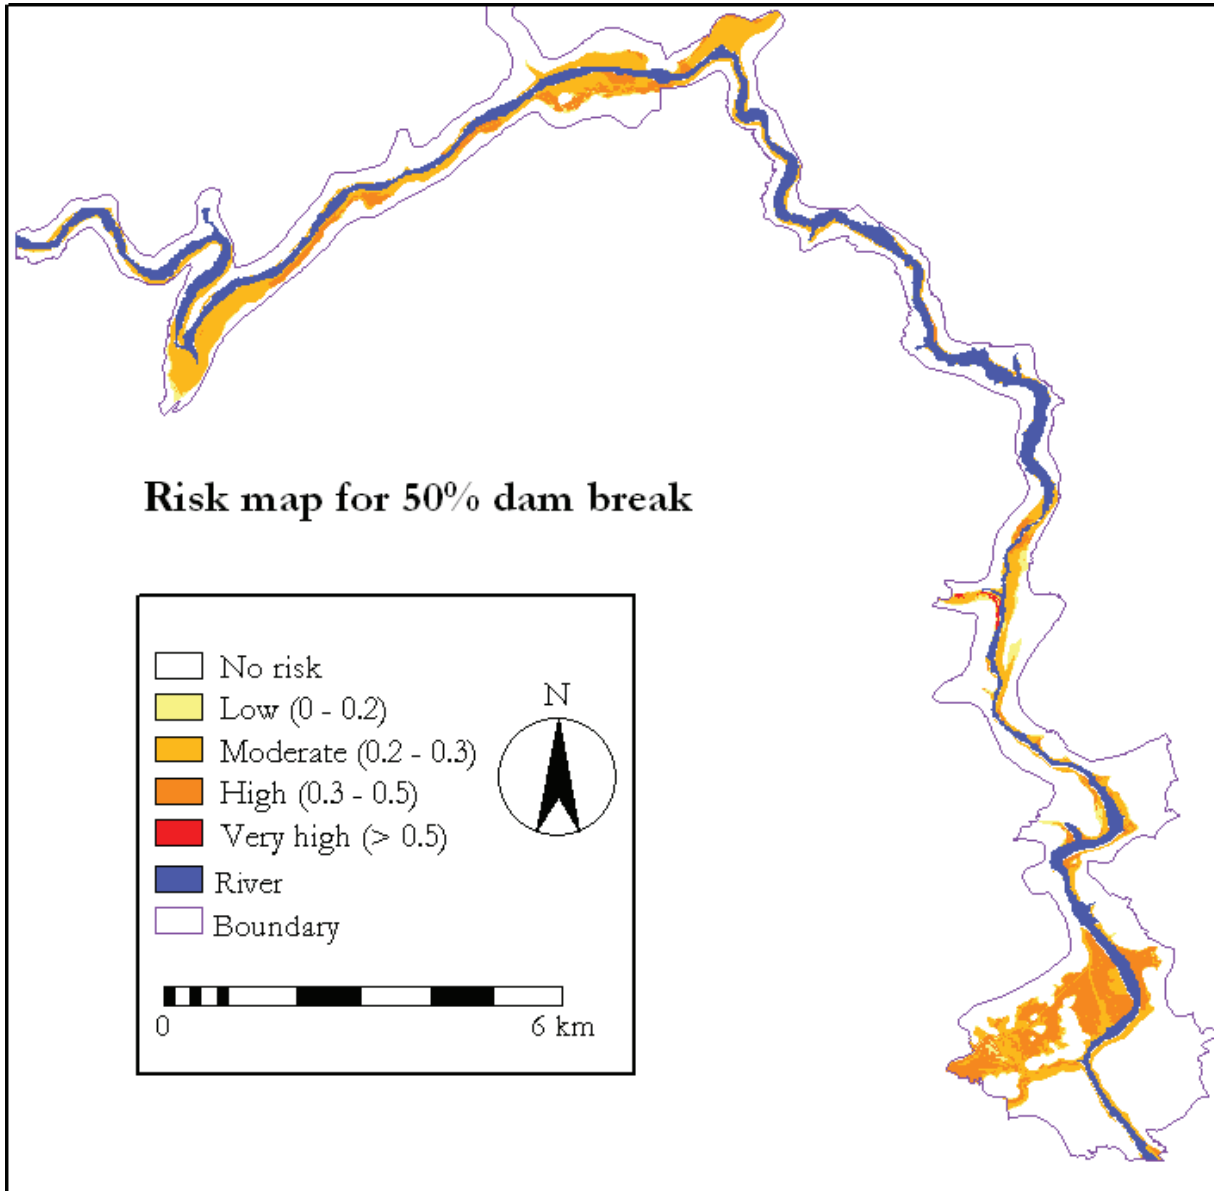 Risk map for 50% dam break
No risk
Low (0 - 0.2)
Moderate (0.2 - 0.3)
High (0.3 - 0.5)
Very high (> 0.5)
River
Boundary
N
0 6 km